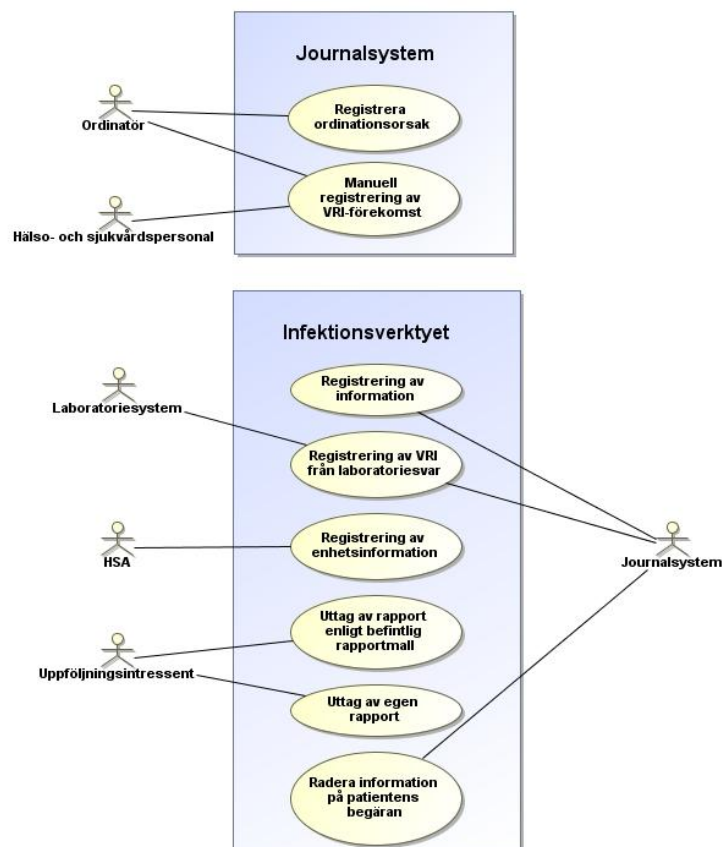 Journalsystem
Registrera
ordinationsorsak
Ordinatör
Manuell
registrering av
VRI-förekomst
Hälso- och sjukvårdspersonal
Infektionsverktyet
Registrering av
information
Laboratoriesystem
Registrering av VRI
från laboratoriesvar
Registrering av
enhetsinformation
HSA
Journalsystem
Uttag av rapport
enligt befintlig
rapportmall
Uppföljningsintressent
Uttag av egen
rapport
Radera information
på patientens
begäran